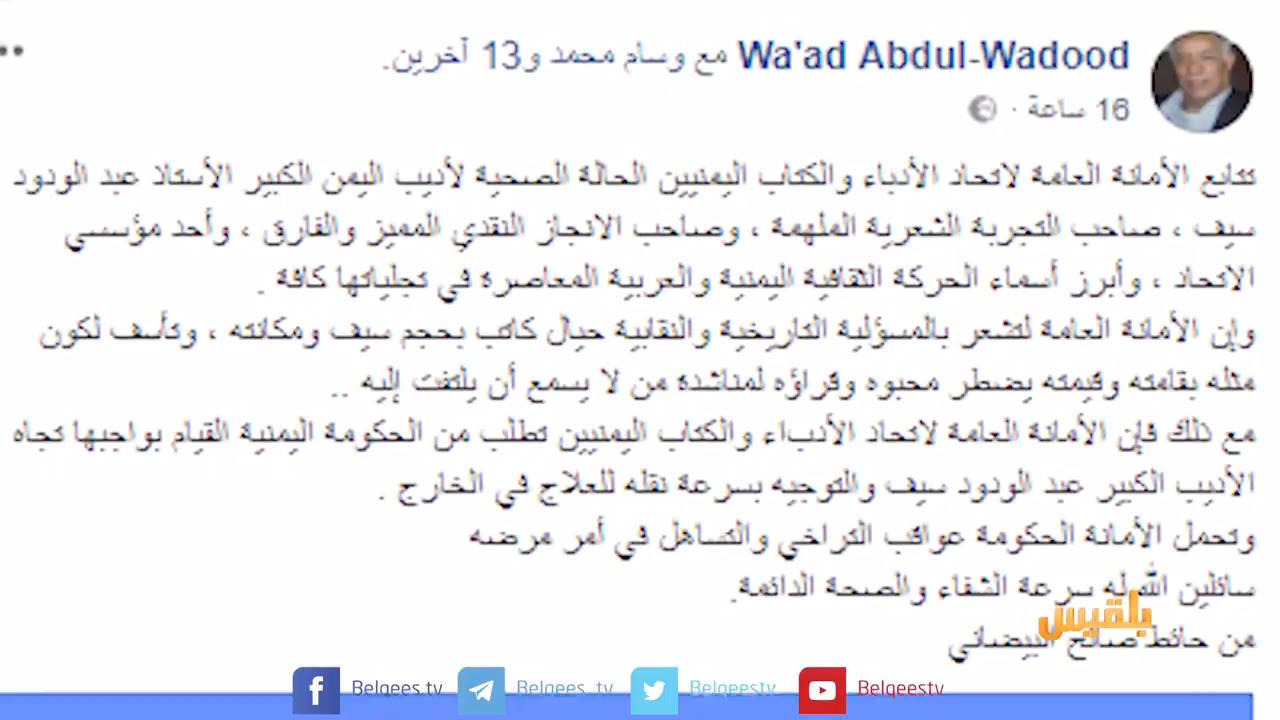 Wa'ad Abdul-Wadood مع وسام محمد و13 آخرين.
16 ساعة ·
تتابع الأمانة العامة لاتحاد الأدباء والكتاب اليمنيين الحالة الصحية لأديب اليمن الكبير الأستاذ عبد الودود
سيف ، صاحب التجربة الشعرية الملهمة ، وصاحب الانجاز النقدي المميز والفارق ، وأحد مؤسسي
الاتحاد ، وأبرز أسماء الحركة الثقافية اليمنية والعربية المعاصرة في تجلياتها كافة .
وإن الأمانة العامة لتشعر بالمسؤلية التاريخية والنقابية حيال كاتب بحجم سيف ومكانته ، وتأسف لكون
مثله بقامته وقيمته يضطر محبوه وقراؤه لمناشدة من لا يسمع أن يلتفت إليه ..
مع ذلك فإن الأمانة العامة لاتحاد الأدباء والكتاب اليمنيين تطلب من الحكومة اليمنية القيام بواجبها تجاه
الأديب الكبير عبد الودود سيف والتوجيه بسرعة نقله للعلاج في الخارج .
وتحمل الأمانة الحكومة عواقب التراخي والتساهل في أمر مرضه
سائلين الله له سرعة الشفاء والصحة الدائمة.
من حائط صالح البيضاني
بلقيس
Belqees.tv Belqees_tv Belqeestv Belqeestv